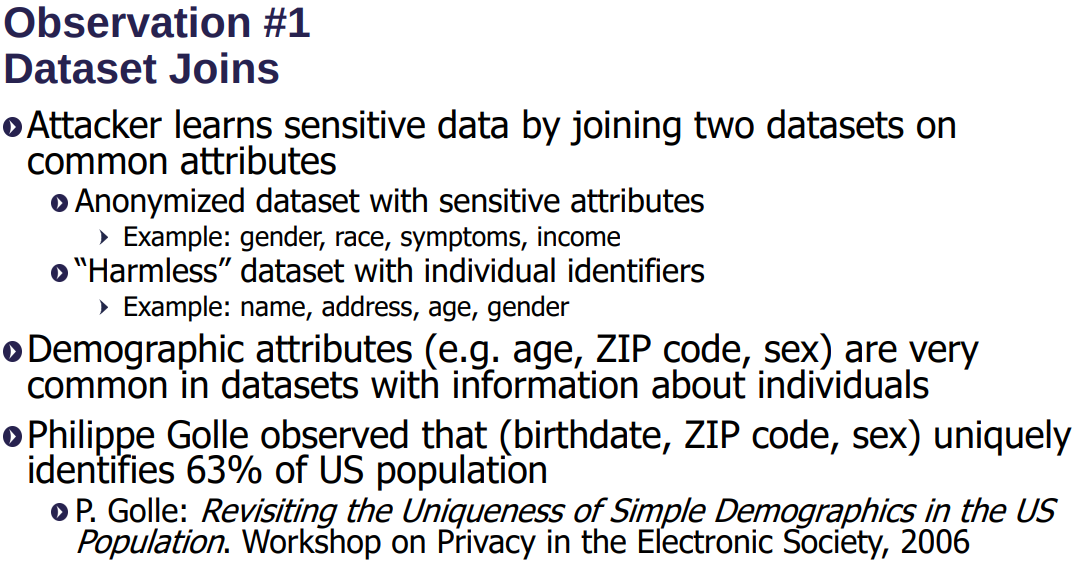 Observation #1
Dataset Joins
Attacker learns sensitive data by joining two datasets on
common attributes
Anonymized dataset with sensitive attributes
Example: gender, race, symptoms, income
“Harmless” dataset with individual identifiers
Example: name, address, age, gender
Demographic attributes (e.g. age, ZIP code, sex) are very
common in datasets with information about individuals
Philippe Golle observed that (birthdate, ZIP code, sex) uniquely
identifies 63% of US population
P. Golle: Revisiting the Uniqueness of Simple Demographics in the US
Population. Workshop on Privacy in the Electronic Society, 2006